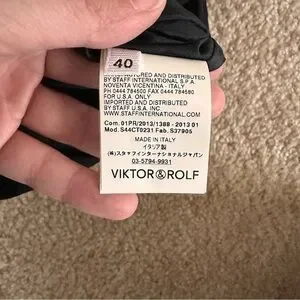 40
MANUFACTURED AND DISTRIBUTED
BY STAFF INTERNATIONAL S.P.A.
NOVENTA VICENTINA - ITALY
PH 0444 784500 FAX 0444 784580
FOR U.S.A. ONLY:
IMPORTED AND DISTRIBUTED
BY STAFF USA INC.
WWW.STAFFINTERNATIONAL.COM
Com. 01PR/2013/1388 - 2013 01
Mod. S44CT0231 Fab. S37905
MADE IN ITALY
イタリア製
(株)スタッフインターナショナルジャパン
03-5794-9931
VIKTOR&ROLF